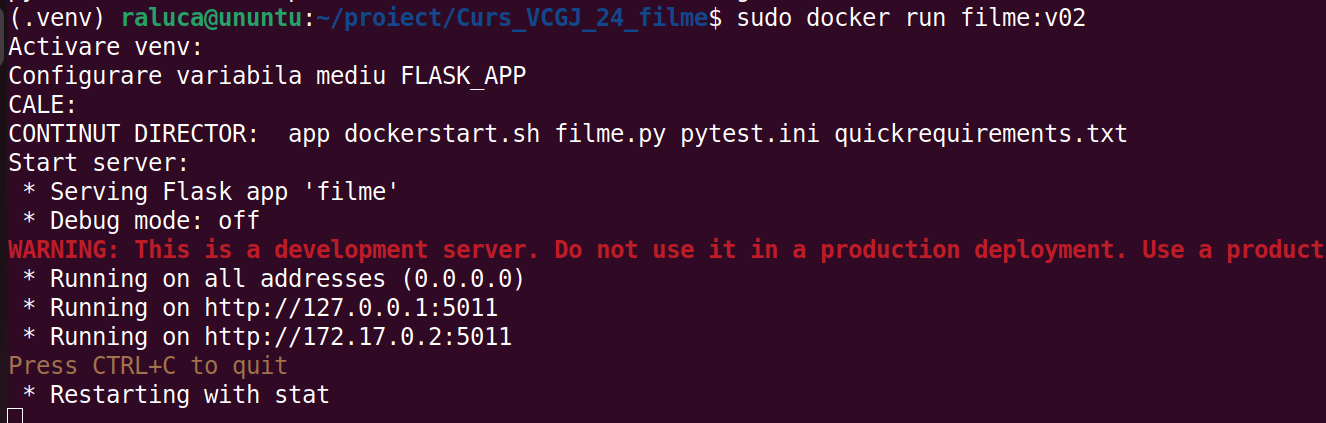 (.venv) raluca@ununtu:~/proiect/Curs_VCGJ_24_filme$ sudo docker run filme:v02
Activare venv:
Configurare variabila mediu FLASK_APP
CALE:
CONTINUT DIRECTOR:  app dockerstart.sh filme.py pytest.ini quickrequirements.txt
Start server:
 * Serving Flask app 'filme'
 * Debug mode: off
WARNING: This is a development server. Do not use it in a production deployment. Use a product
 * Running on all addresses (0.0.0.0)
 * Running on http://127.0.0.1:5011
 * Running on http://172.17.0.2:5011
Press CTRL+C to quit
 * Restarting with stat